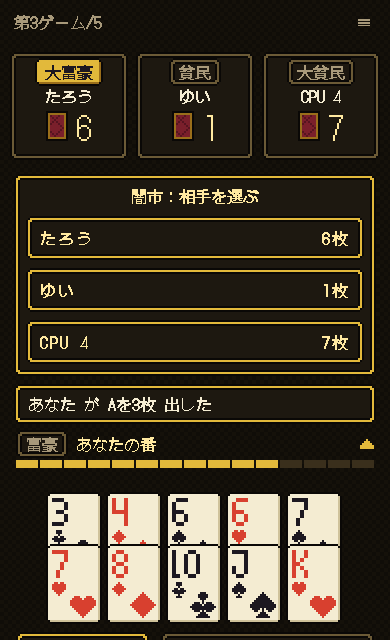 第3ゲーム/5
大富豪 貧民 大貧民
たろう ゆい CPU 4
6 1 7
闇市：相手を選ぶ
たろう 6枚
ゆい 1枚
CPU 4 7枚
あなた が Aを3枚 出した
富豪 あなたの番
3 4 6 6 7
7 8 10 J K